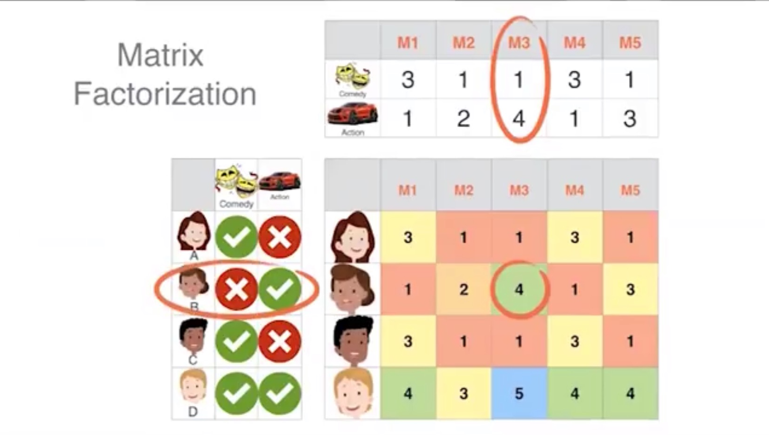 Matrix
Factorization
M1 M2 M3 M4 M5
Comedy 3 1 1 3 1
Action 1 2 4 1 3
Comedy Action
A
B
C
D
M1 M2 M3 M4 M5
3 1 1 3 1
1 2 4 1 3
3 1 1 3 1
4 3 5 4 4